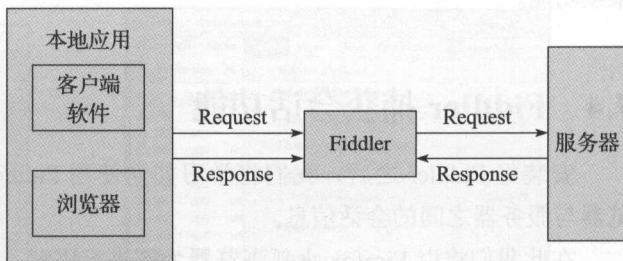 本地应用
客户端
软件
浏览器
Request
Response
Fiddler
Request
Response
服务器